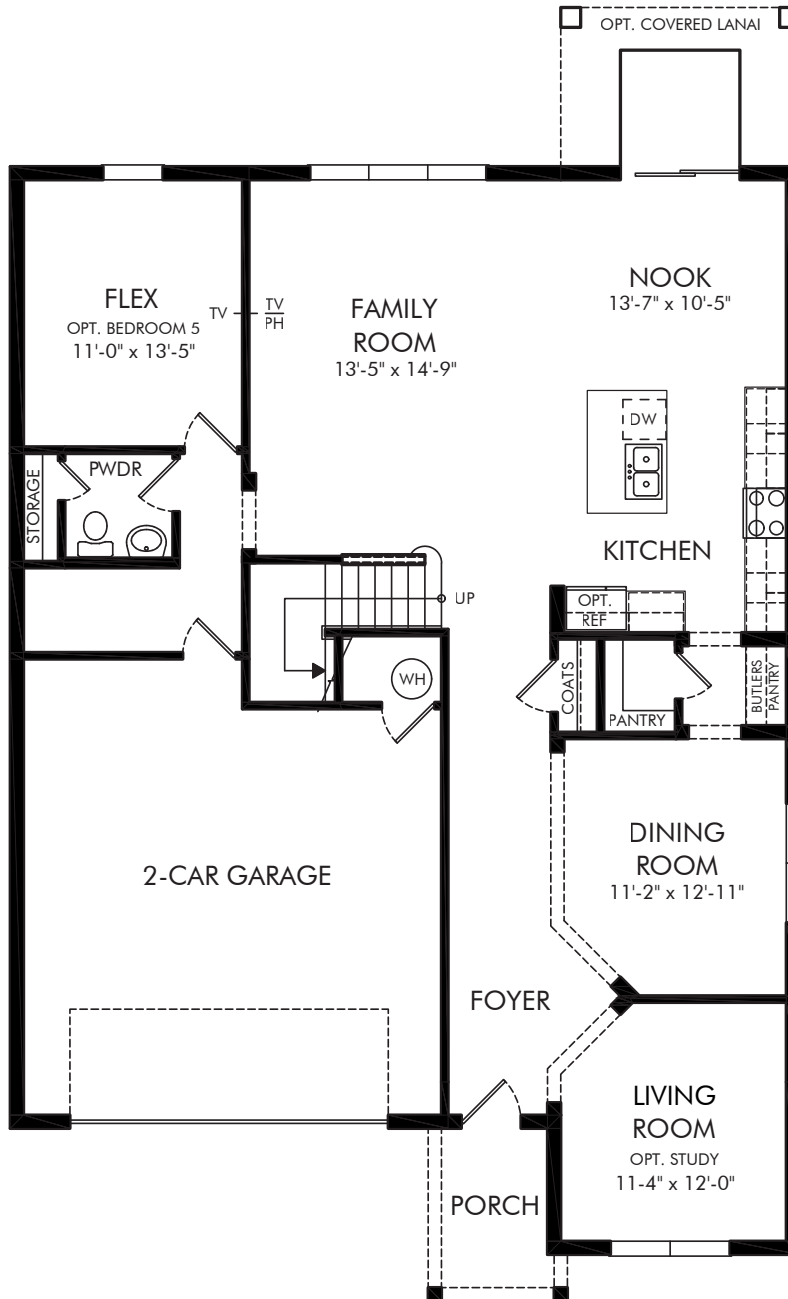 OPT. COVERED LANAI
FLEX
OPT. BEDROOM 5
11'-0" x 13'-5"
TV
TV
PH
FAMILY
ROOM
13'-5" x 14'-9"
NOOK
13'-7" x 10'-5"
DW
STORAGE
PWDR
KITCHEN
UP
OPT.
REF
WH
COATS
PANTRY
BUTLERS
PANTRY
DINING
ROOM
11'-2" x 12'-11"
2-CAR GARAGE
FOYER
LIVING
ROOM
OPT. STUDY
11-4" x 12'-0"
PORCH